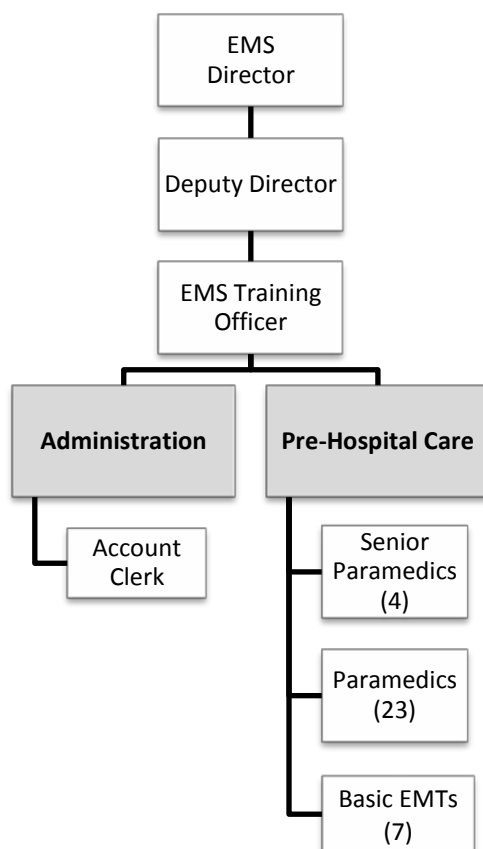 EMS
Director
Deputy Director
EMS Training
Officer
Administration
Pre-Hospital Care
Account
Clerk
Senior
Paramedics
(4)
Paramedics
(23)
Basic EMTs
(7)